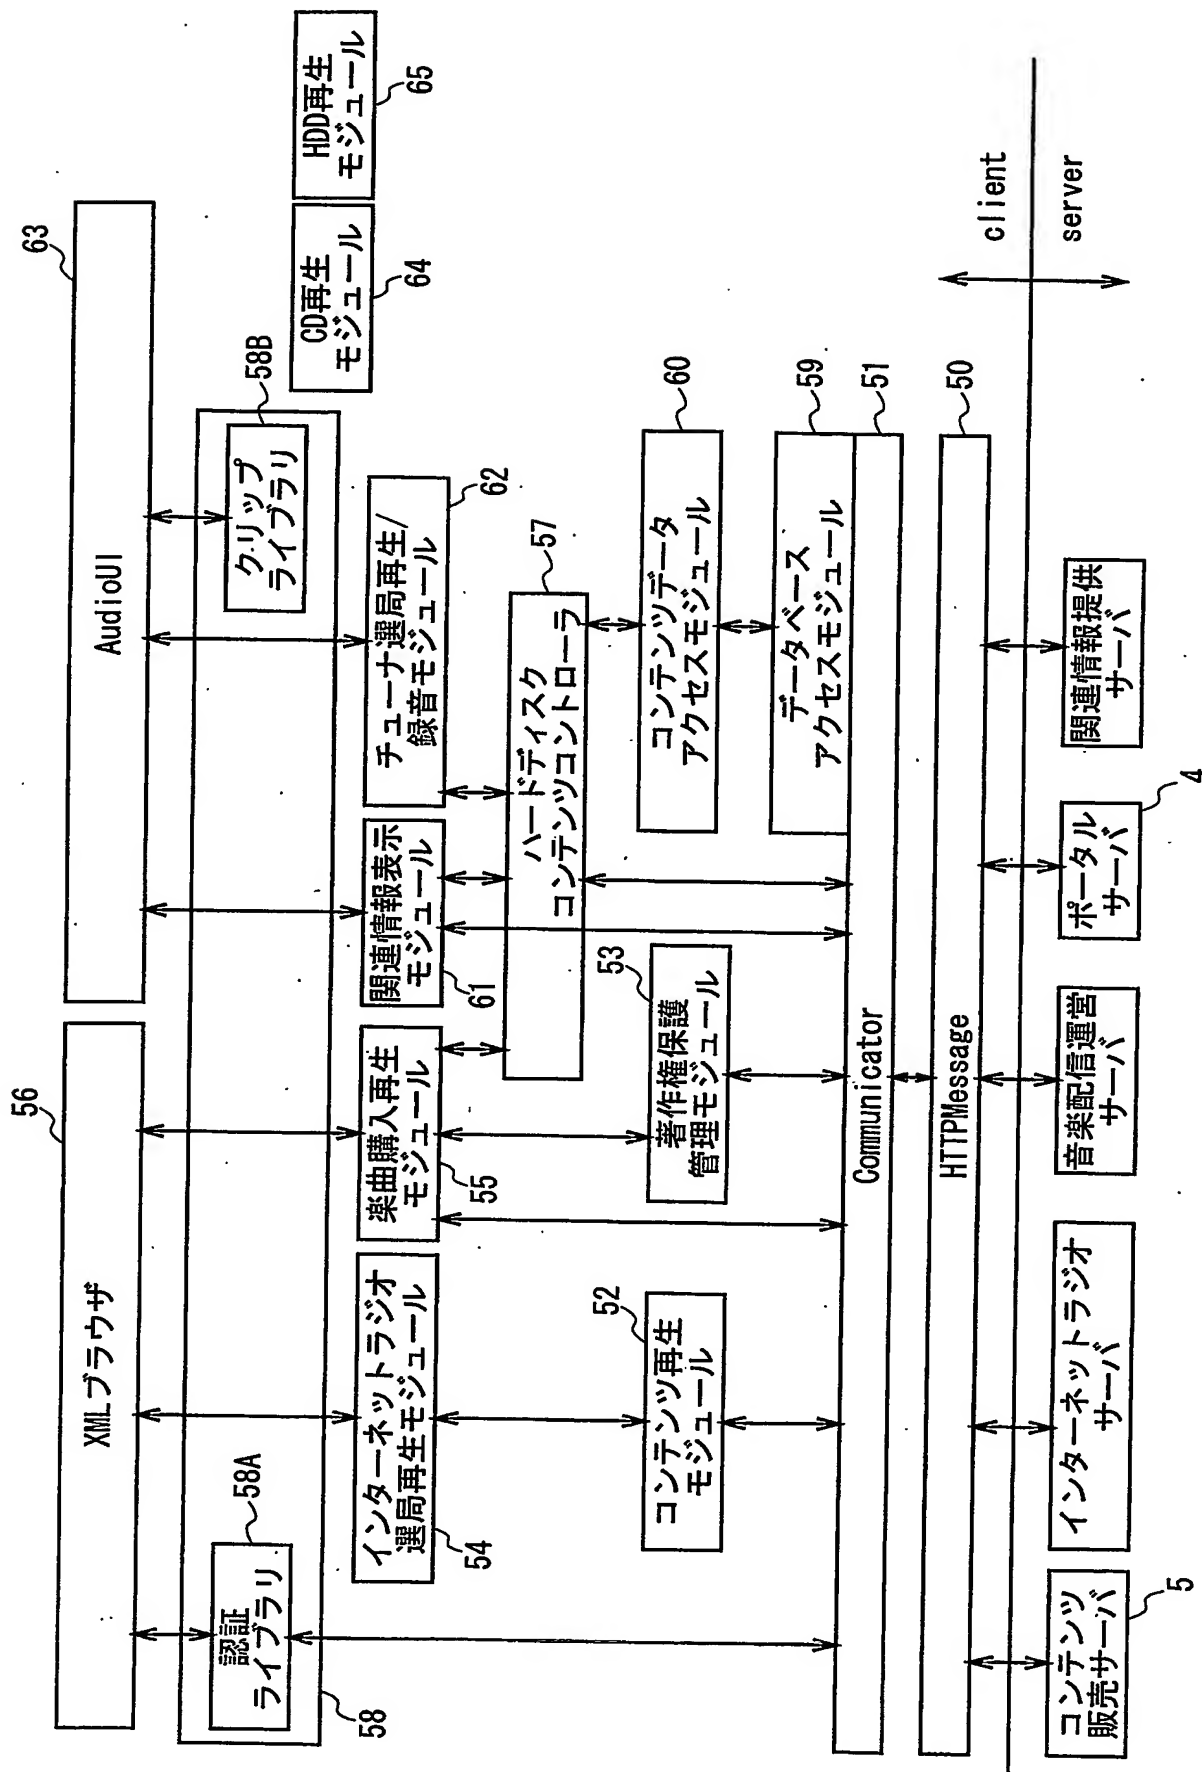 56
XMLブラウザ
63
AudioUI
58A
認証
ライブラリ
58
クリップ
ライブラリ
58B
CD再生
モジュール
64
HDD再生
モジュール
65
インターネットラジオ
選局再生モジュール
54
楽曲購入再生
モジュール
55
関連情報表示
モジュール
61
チューナ選局再生/
録音モジュール
62
ハードディスク
コンテンツコントローラ
57
コンテンツ再生
モジュール
52
著作権保護
管理モジュール
53
コンテンツデータ
アクセスモジュール
60
データベース
アクセスモジュール
59
Communicator
51
HTTPMessage
50
client
server
コンテンツ
販売サーバ
5
インターネットラジオ
サーバ
音楽配信運営
サーバ
ポータル
サーバ
4
関連情報提供
サーバ